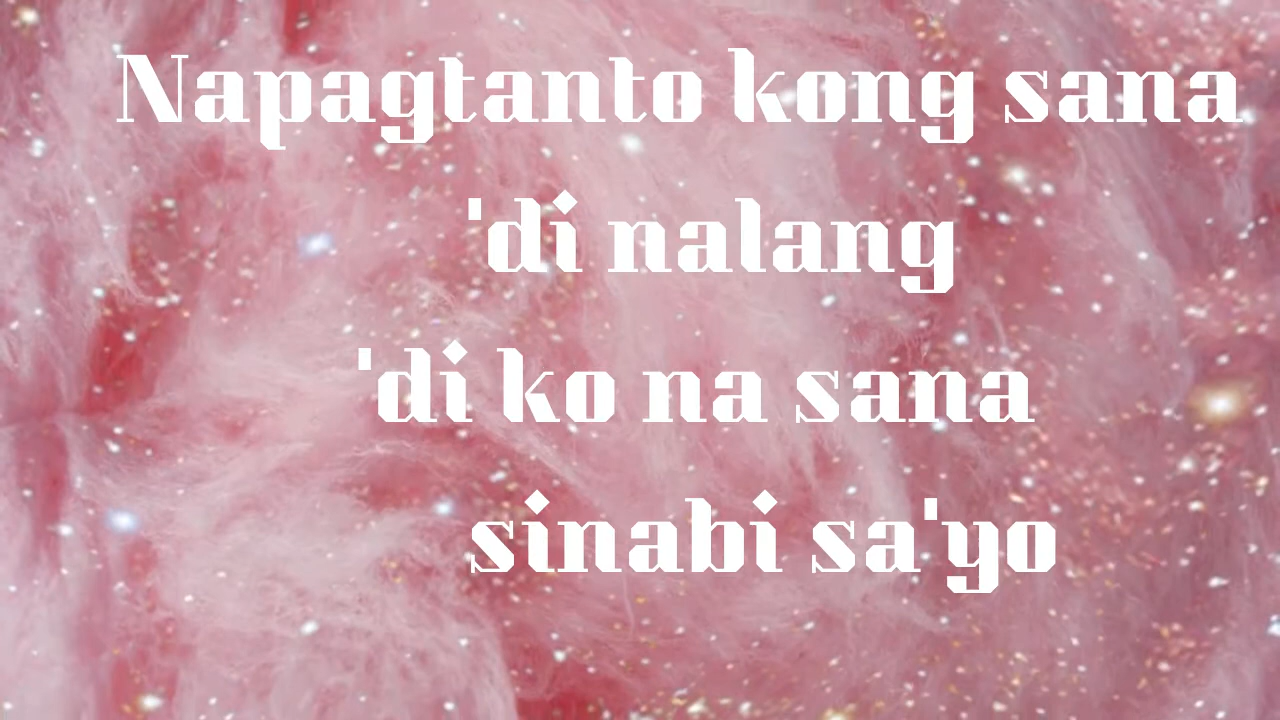 Napagtanto kong sana
'di nalang
'di ko na sana
sinabi sa'yo